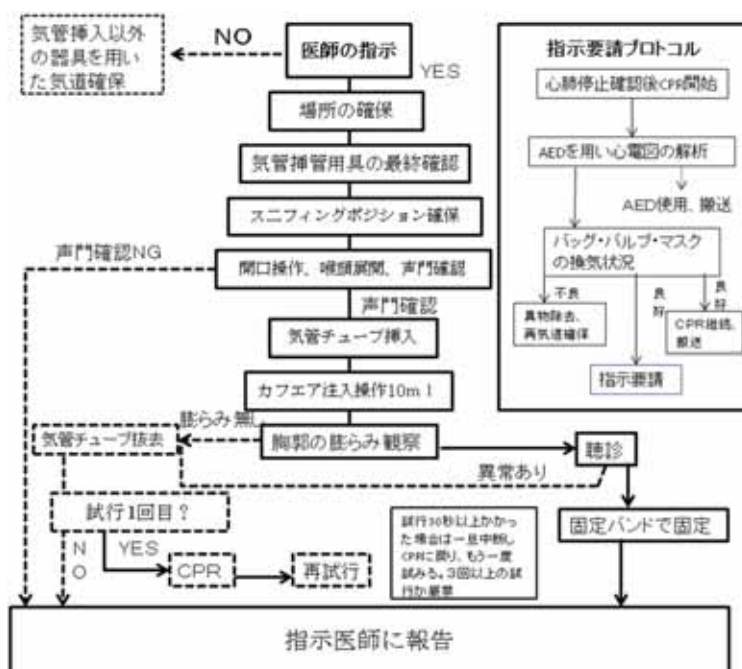 気管挿入以外
の器具を用い
た気道確保
NO
医師の指示
YES
場所の確保
気管挿管用具の最終確認
スニフィングポジション確保
声門確認NG
開口操作、喉頭展開、声門確認
声門確認
気管チューブ挿入
カフエア注入操作10ml
膨らみ無し
気管チューブ抜去
胸郭の膨らみ観察
聴診
異常あり
試行1回目？
NO
YES
CPR
再試行
試行30秒以上かかっ
た場合は一旦中断し
CPRに戻り、もう一度
試みる。3回以上の試
行か厳禁
固定バンドで固定
指示医師に報告
指示要請プロトコル
心肺停止確認後CPR開始
AEDを用い心電図の解析
AED使用、搬送
バッグ・バルブ・マスク
の換気状況
不良
良好
良好
異物除去、
再気道確保
CPR継続、
搬送
指示要請